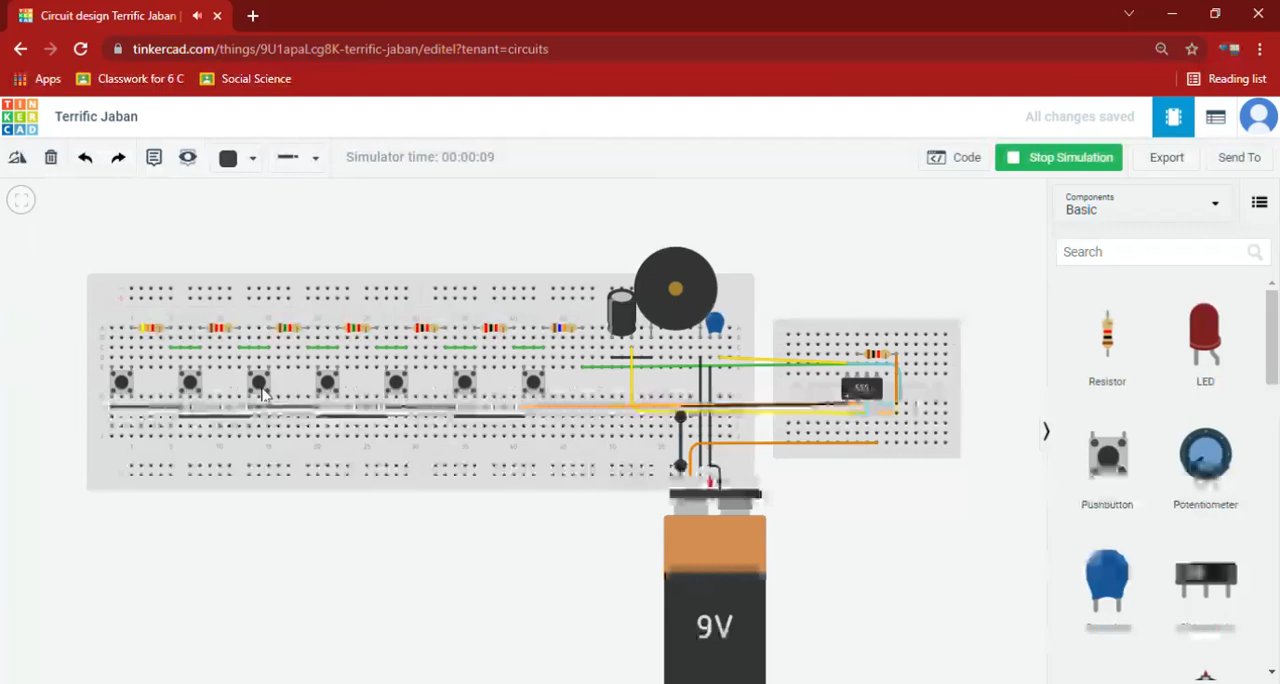 Circuit design Terrific Jaban |
tinkercad.com/things/9U1apaLcg8K-terrific-jaban/editel?tenant=circuits
Apps
Classwork for 6 C
Social Science
Reading list
TIN
KER
CAD
Terrific Jaban
All changes saved
Simulator time: 00:00:09
Code
Stop Simulation
Export
Send To
Components
Basic
Search
Resistor
LED
Pushbutton
Potentiometer
555
9V